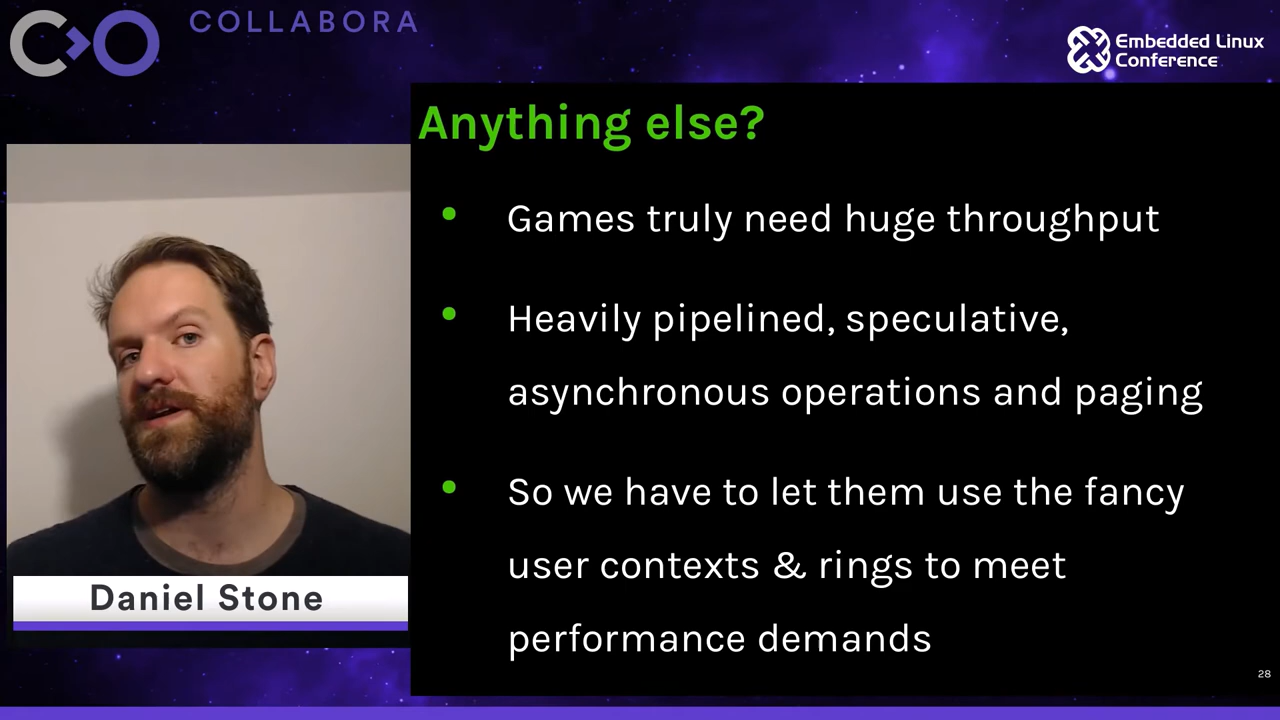 COLLABORA
Embedded Linux
Conference
Anything else?
• Games truly need huge throughput
• Heavily pipelined, speculative,
asynchronous operations and paging
• So we have to let them use the fancy
user contexts & rings to meet
performance demands
Daniel Stone
28